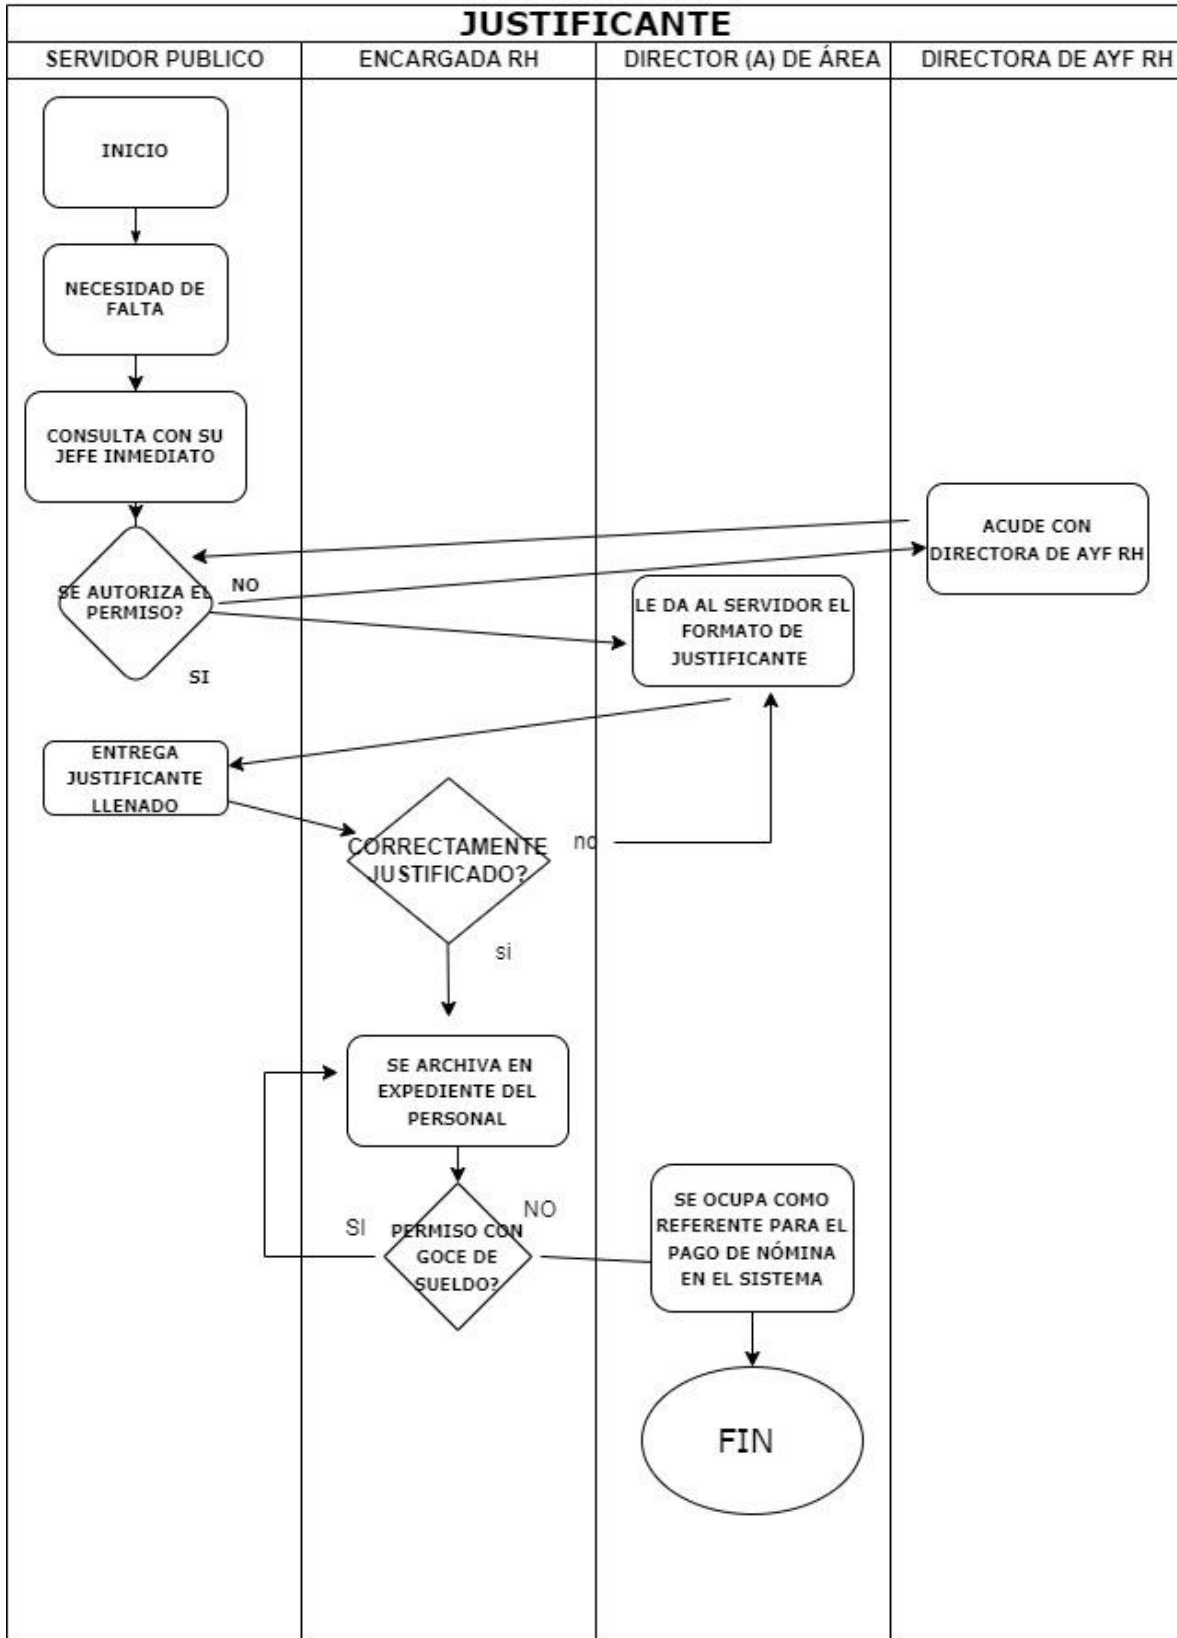 JUSTIFICANTE
SERVIDOR PUBLICO
ENCARGADA RH
DIRECTOR (A) DE ÁREA
DIRECTORA DE AYF RH
INICIO
NECESIDAD DE
FALTA
CONSULTA CON SU
JEFE INMEDIATO
ACUDE CON
DIRECTORA DE AYF RH
SE AUTORIZA EL
PERMISO?
NO
SI
LE DA AL SERVIDOR EL
FORMATO DE
JUSTIFICANTE
ENTREGA
JUSTIFICANTE
LLENADO
CORRECTAMENTE
JUSTIFICADO?
no
si
SE ARCHIVA EN
EXPEDIENTE DEL
PERSONAL
SI
PERMISO CON
GOCE DE
SUELDO?
NO
SE OCUPA COMO
REFERENTE PARA EL
PAGO DE NÓMINA
EN EL SISTEMA
FIN